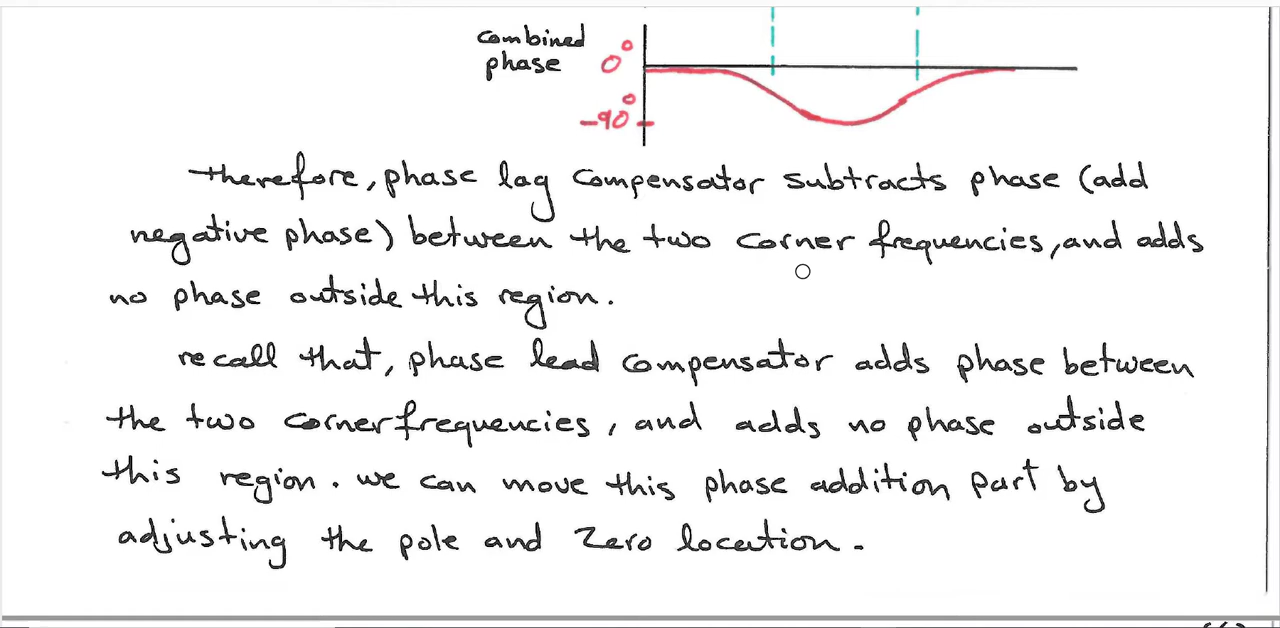 combined
phase
0°
-90°
therefore, phase lag compensator subtracts phase (add
negative phase) between the two corner frequencies, and adds
no phase outside this region.
recall that, phase lead compensator adds phase between
the two corner frequencies, and adds no phase outside
this region. we can move this phase addition part by
adjusting the pole and zero location.